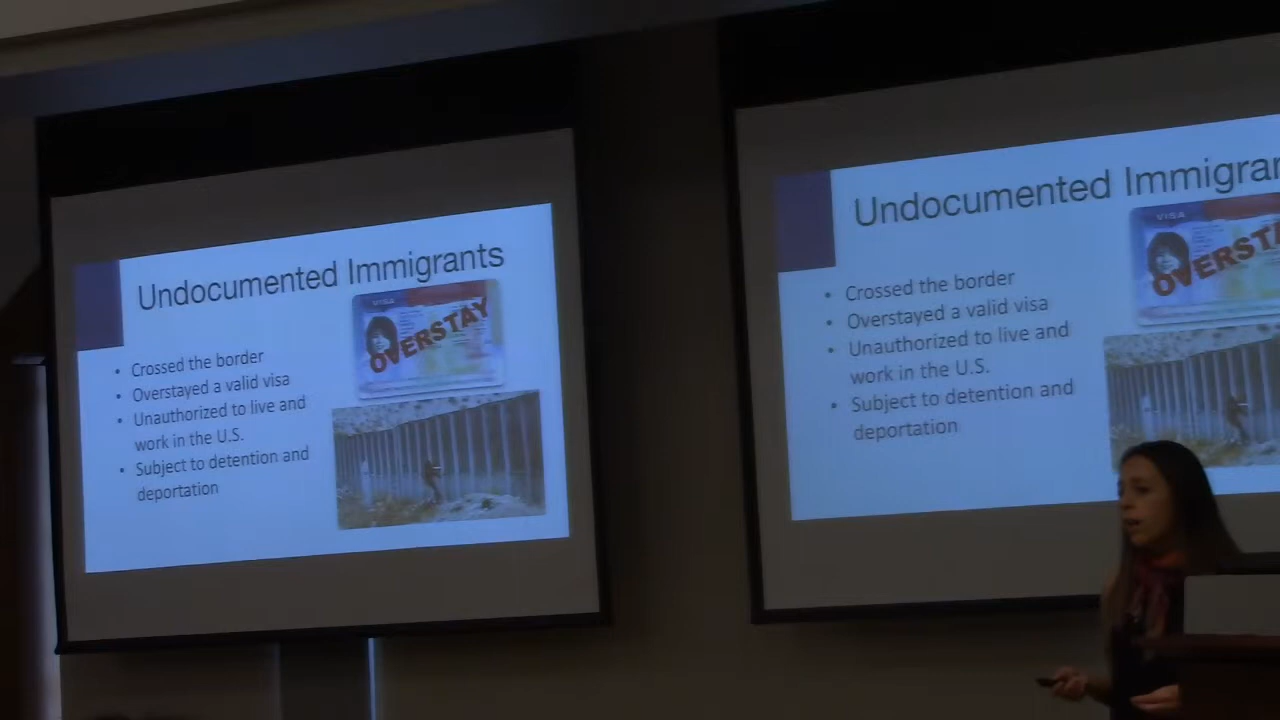 Undocumented Immigrants
VISA
OVERSTAY
• Crossed the border
• Overstayed a valid visa
• Unauthorized to live and
work in the U.S.
• Subject to detention and
deportation
Undocumented Immigran
VISA
OVERSTA
• Crossed the border
• Overstayed a valid visa
• Unauthorized to live and
work in the U.S.
• Subject to detention and
deportation